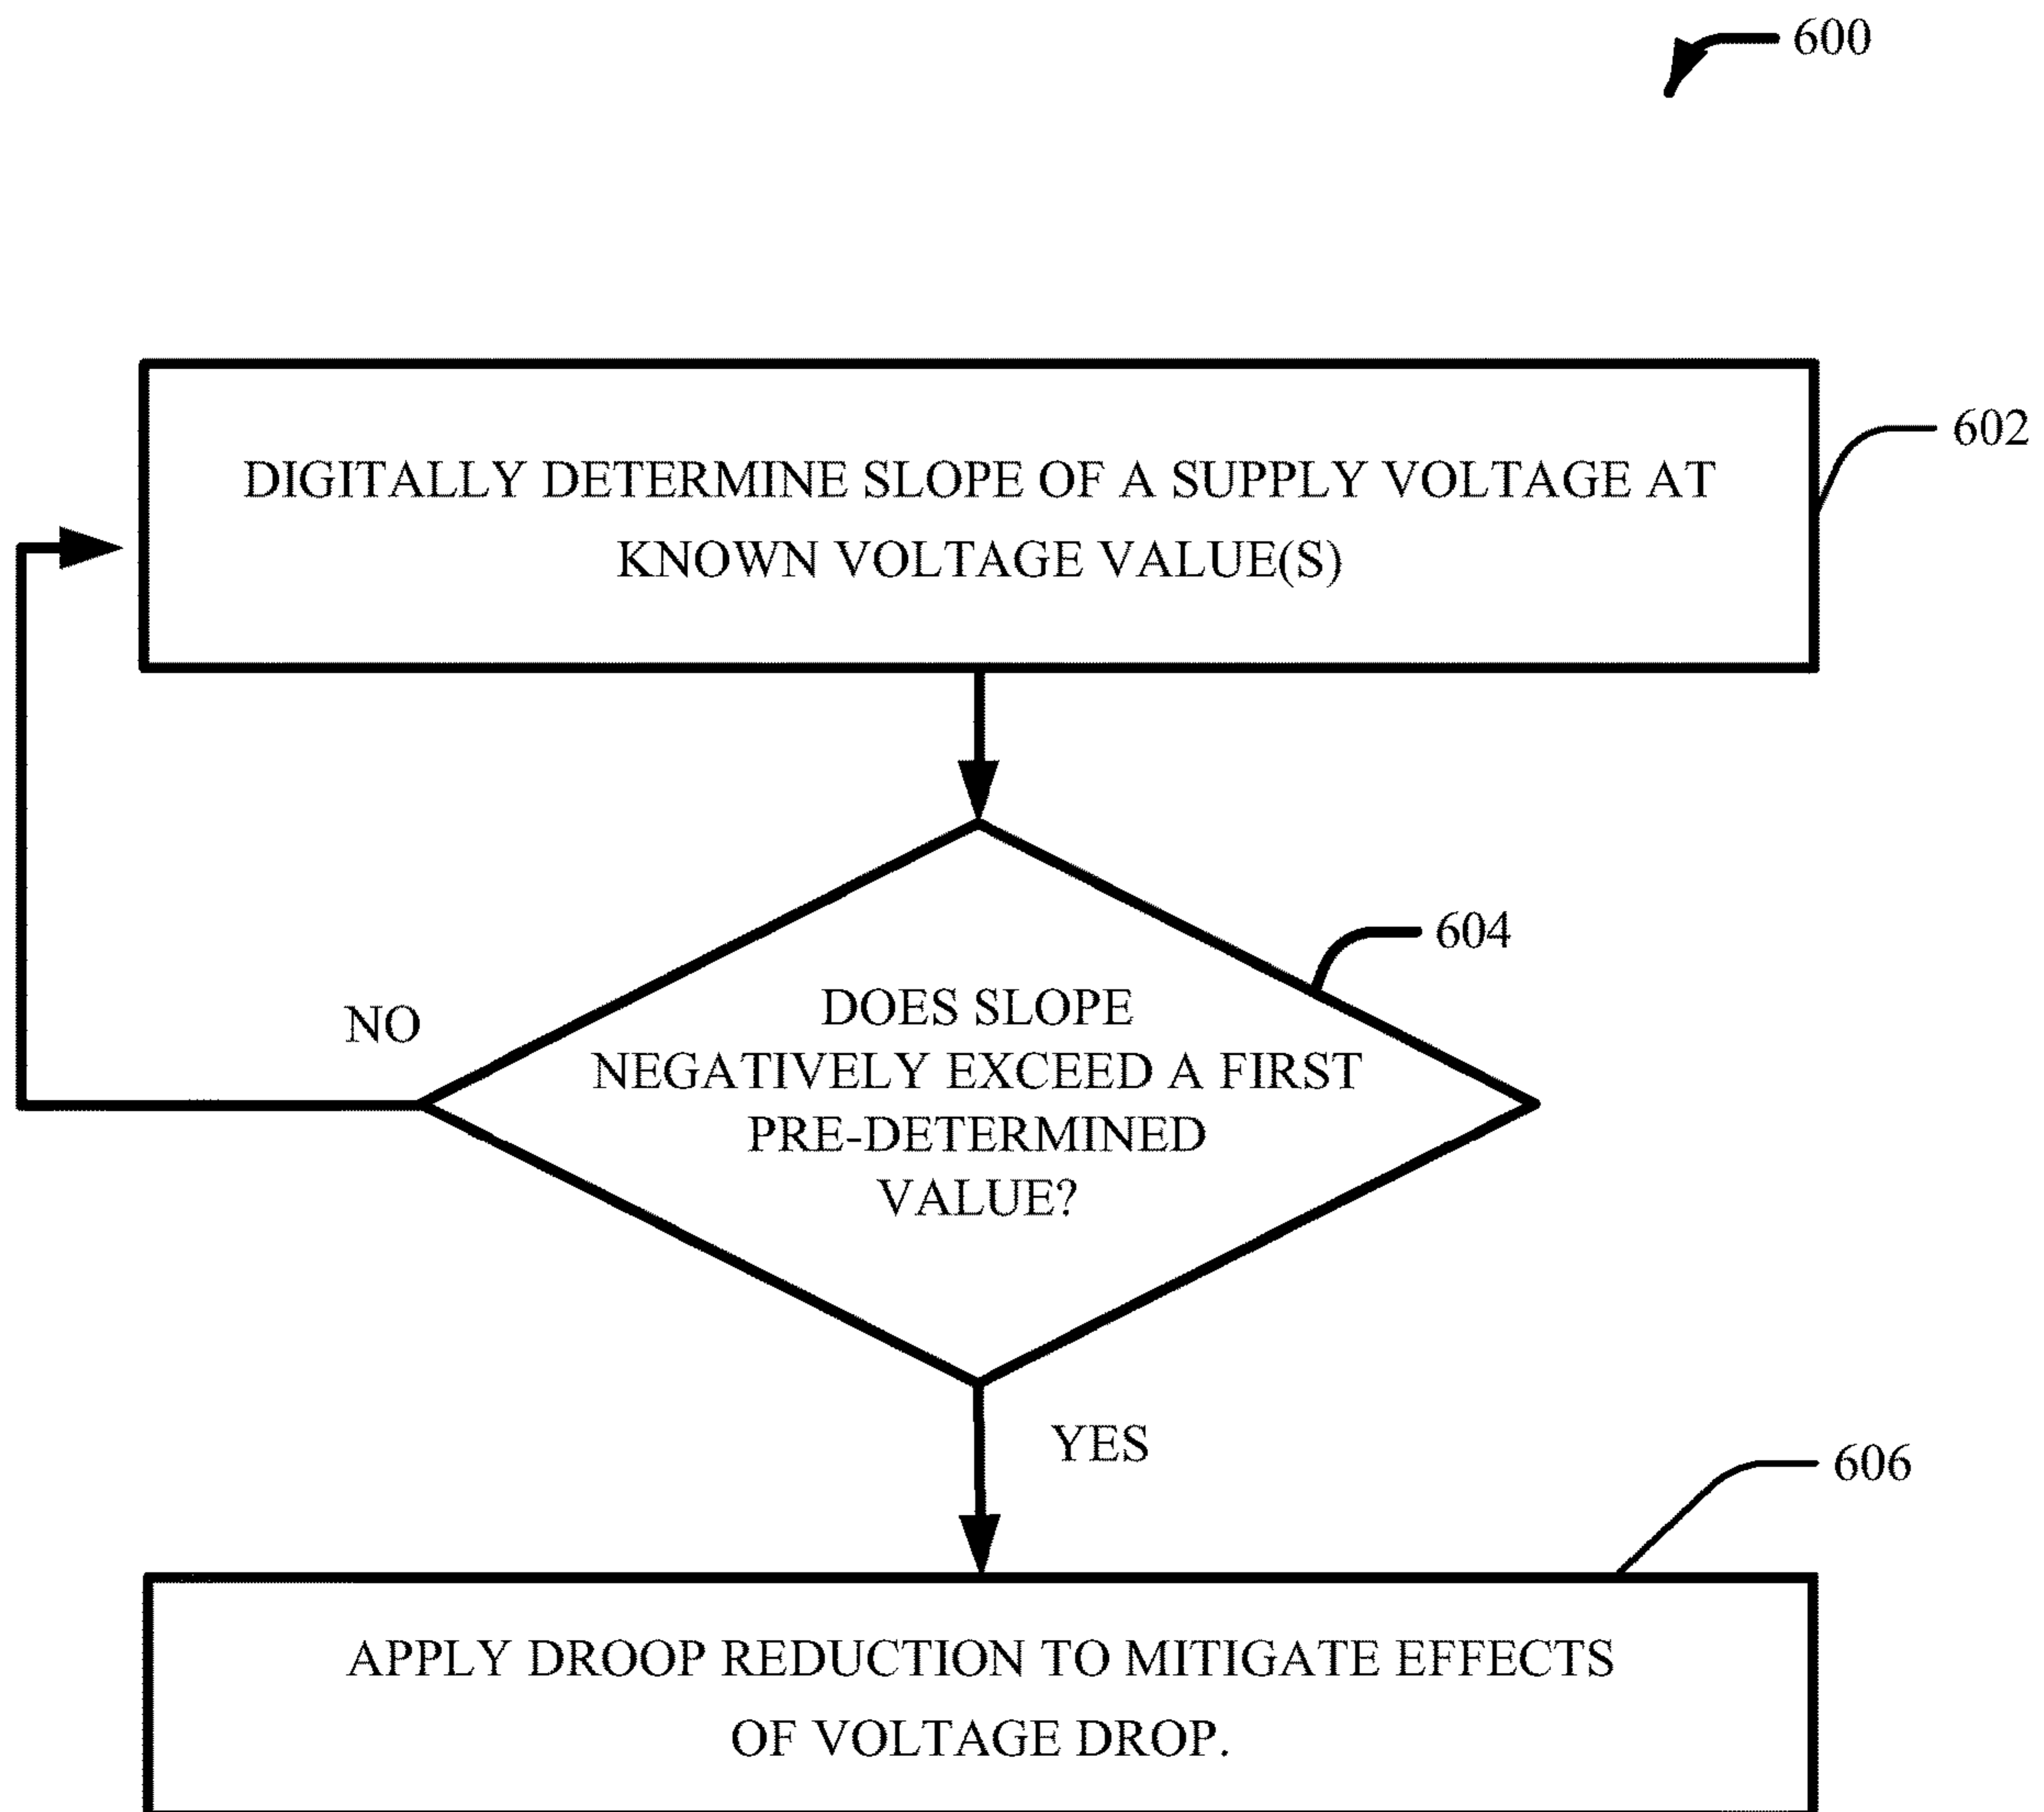 600
602
DIGITALLY DETERMINE SLOPE OF A SUPPLY VOLTAGE AT
KNOWN VOLTAGE VALUE(S)
604
NO
DOES SLOPE
NEGATIVELY EXCEED A FIRST
PRE-DETERMINED
VALUE?
YES
606
APPLY DROOP REDUCTION TO MITIGATE EFFECTS
OF VOLTAGE DROP.